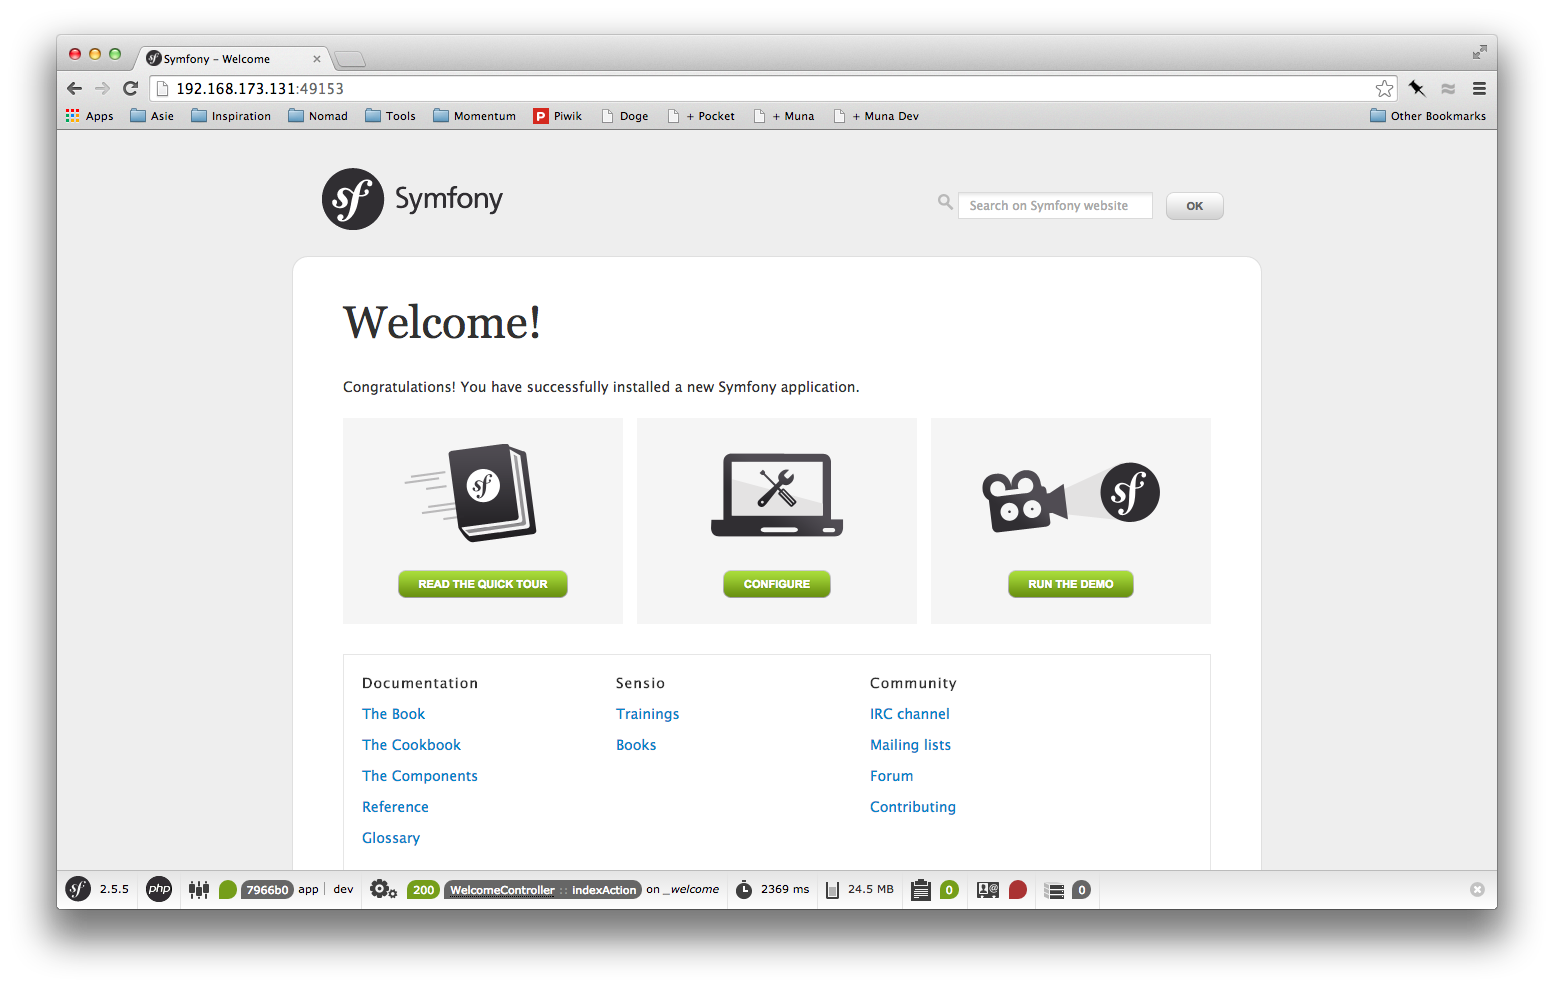 Symfony - Welcome
192.168.173.131:49153
Apps Asie Inspiration Nomad Tools Momentum Piwik Doge + Pocket + Muna + Muna Dev Other Bookmarks
sf Symfony
Search on Symfony website OK
Welcome!
Congratulations! You have successfully installed a new Symfony application.
READ THE QUICK TOUR CONFIGURE RUN THE DEMO
Documentation Sensio Community
The Book Trainings IRC channel
The Cookbook Books Mailing lists
The Components Forum
Reference Contributing
Glossary
sf 2.5.5 php 7966b0 app | dev 200 WelcomeController :: indexAction on _welcome 2369 ms 24.5 MB 0 0